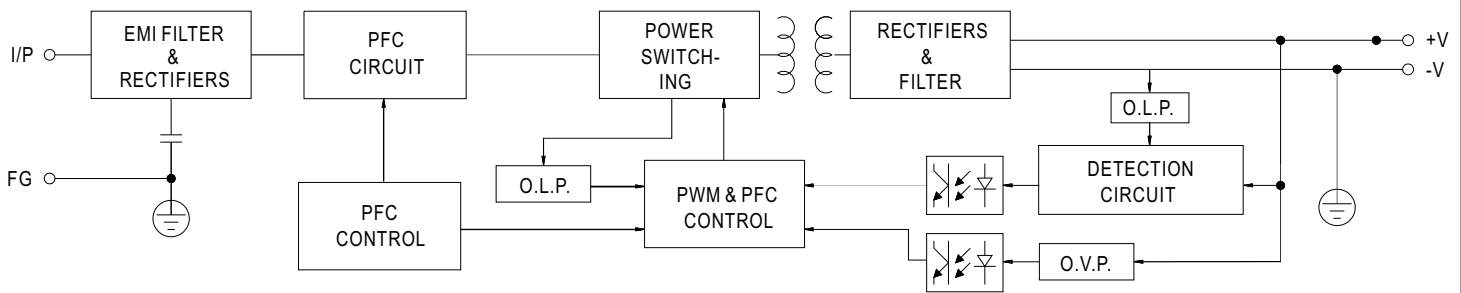 I/P
EMI FILTER
&
RECTIFIERS
PFC
CIRCUIT
POWER
SWITCH-
ING
RECTIFIERS
&
FILTER
+V
-V
O.L.P.
FG
O.L.P.
PFC
CONTROL
PWM & PFC
CONTROL
DETECTION
CIRCUIT
O.V.P.